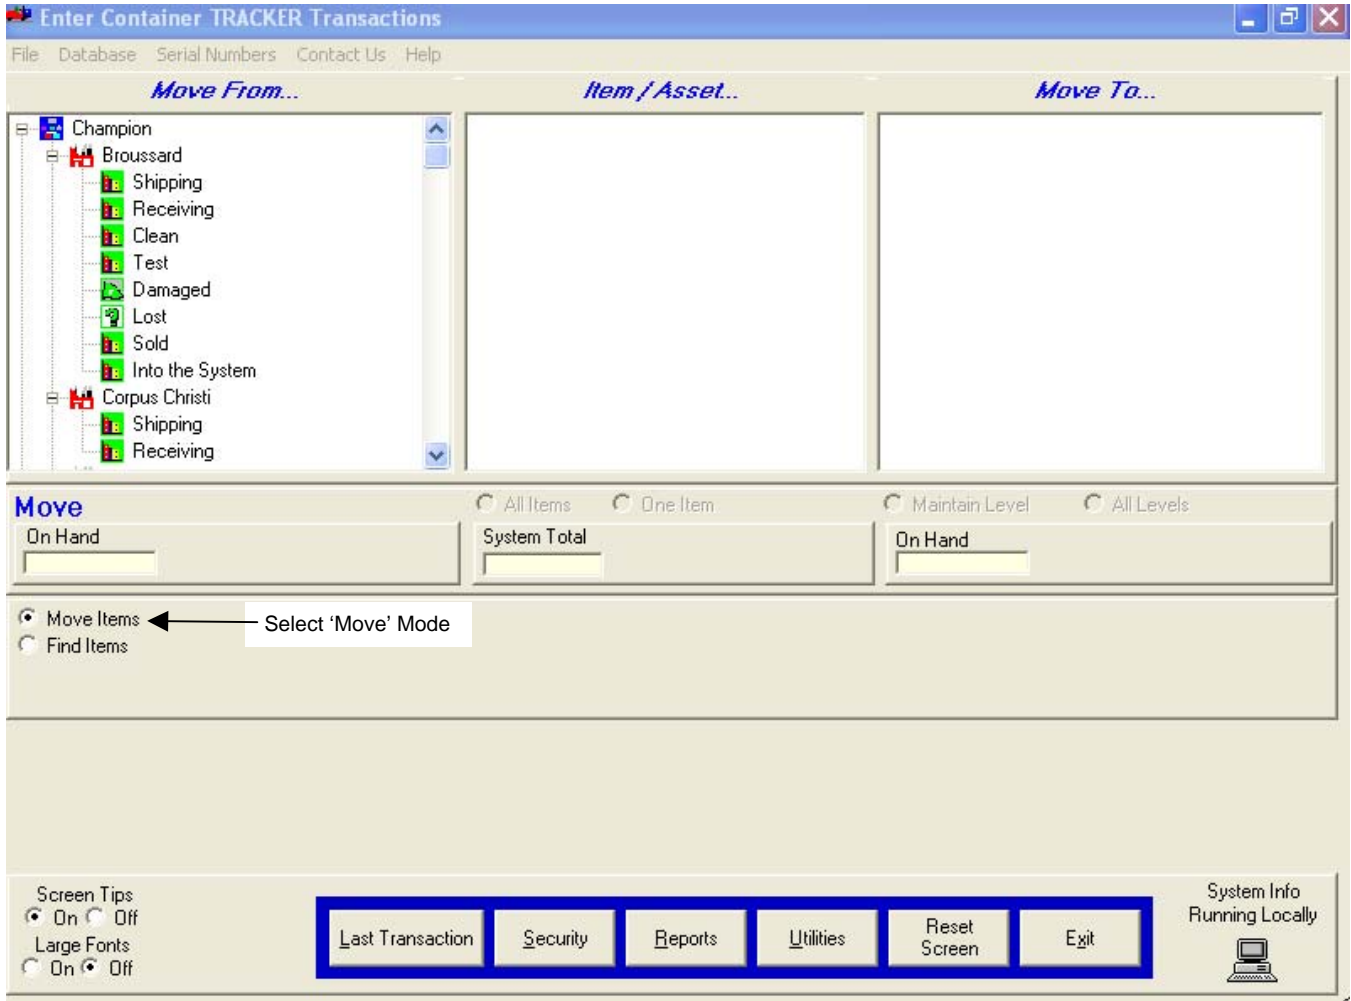 Enter Container TRACKER Transactions
File Database Serial Numbers Contact Us Help
Move From... Item / Asset... Move To...
Champion
Broussard
Shipping
Receiving
Clean
Test
Damaged
Lost
Sold
Into the System
Corpus Christi
Shipping
Receiving
Move
All Items One Item Maintain Level All Levels
On Hand System Total On Hand
Move Items Select ‘Move’ Mode
Find Items
Screen Tips
On Off
Large Fonts
On Off
Last Transaction Security Reports Utilities Reset Screen Exit
System Info
Running Locally